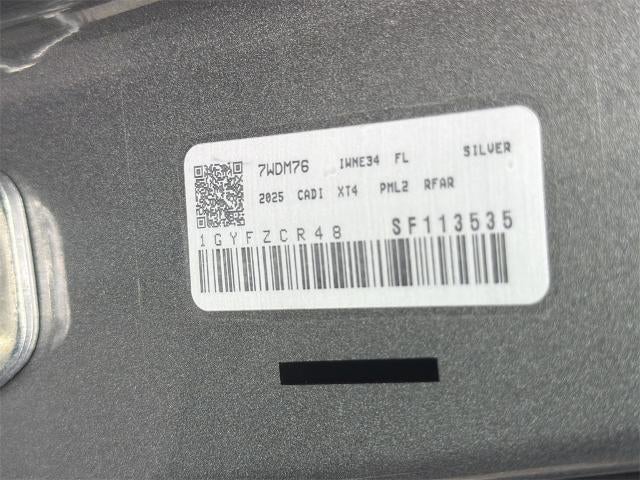 7WDM76 IWNE34 FL SILVER
2025 CADI XT4 PML2 RFAR
1GYFZCR48 SF113535